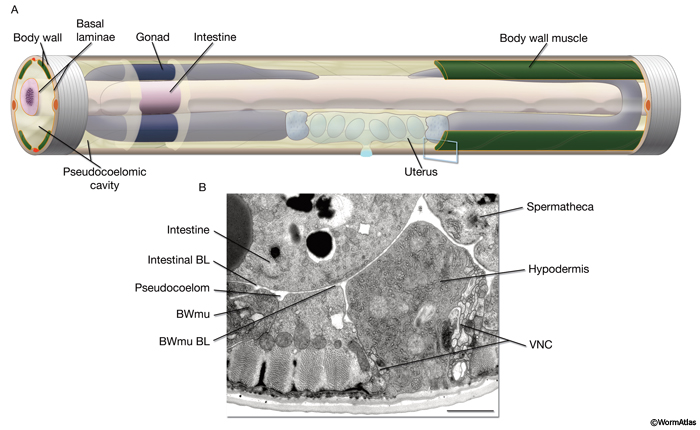 A
Body wall
Basal
laminae
Gonad
Intestine
Body wall muscle
Pseudocoelomic
cavity
Uterus
B
Spermatheca
Intestine
Intestinal BL
Hypodermis
Pseudocoelom
BWmu
BWmu BL
VNC
©WormAtlas